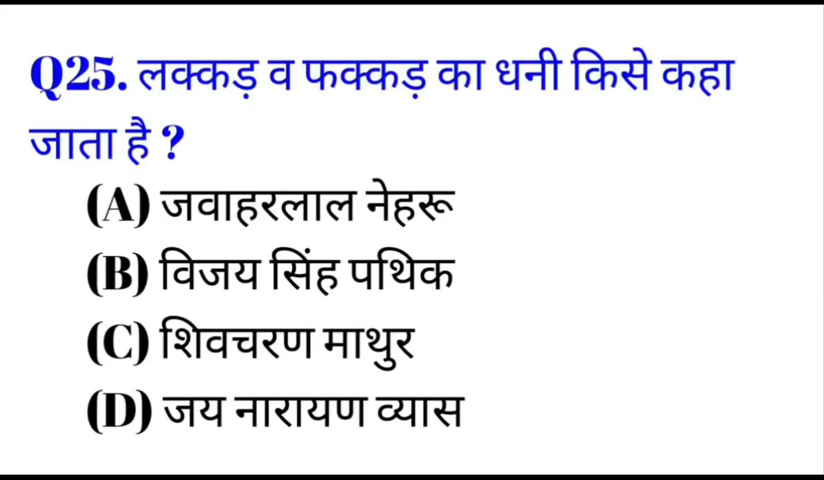 Q25. लक्कड़ व फक्कड़ का धनी किसे कहा
जाता है ?
(A) जवाहरलाल नेहरू
(B) विजय सिंह पथिक
(C) शिवचरण माथुर
(D) जय नारायण व्यास